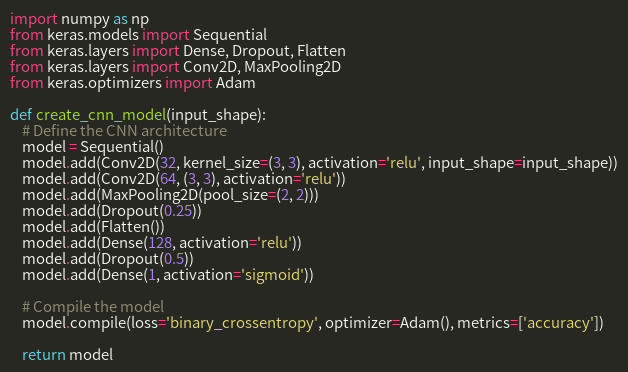 import numpy as np
from keras.models import Sequential
from keras.layers import Dense, Dropout, Flatten
from keras.layers import Conv2D, MaxPooling2D
from keras.optimizers import Adam

def create_cnn_model(input_shape):
    # Define the CNN architecture
    model = Sequential()
    model.add(Conv2D(32, kernel_size=(3, 3), activation='relu', input_shape=input_shape))
    model.add(Conv2D(64, (3, 3), activation='relu'))
    model.add(MaxPooling2D(pool_size=(2, 2)))
    model.add(Dropout(0.25))
    model.add(Flatten())
    model.add(Dense(128, activation='relu'))
    model.add(Dropout(0.5))
    model.add(Dense(1, activation='sigmoid'))

    # Compile the model
    model.compile(loss='binary_crossentropy', optimizer=Adam(), metrics=['accuracy'])

    return model